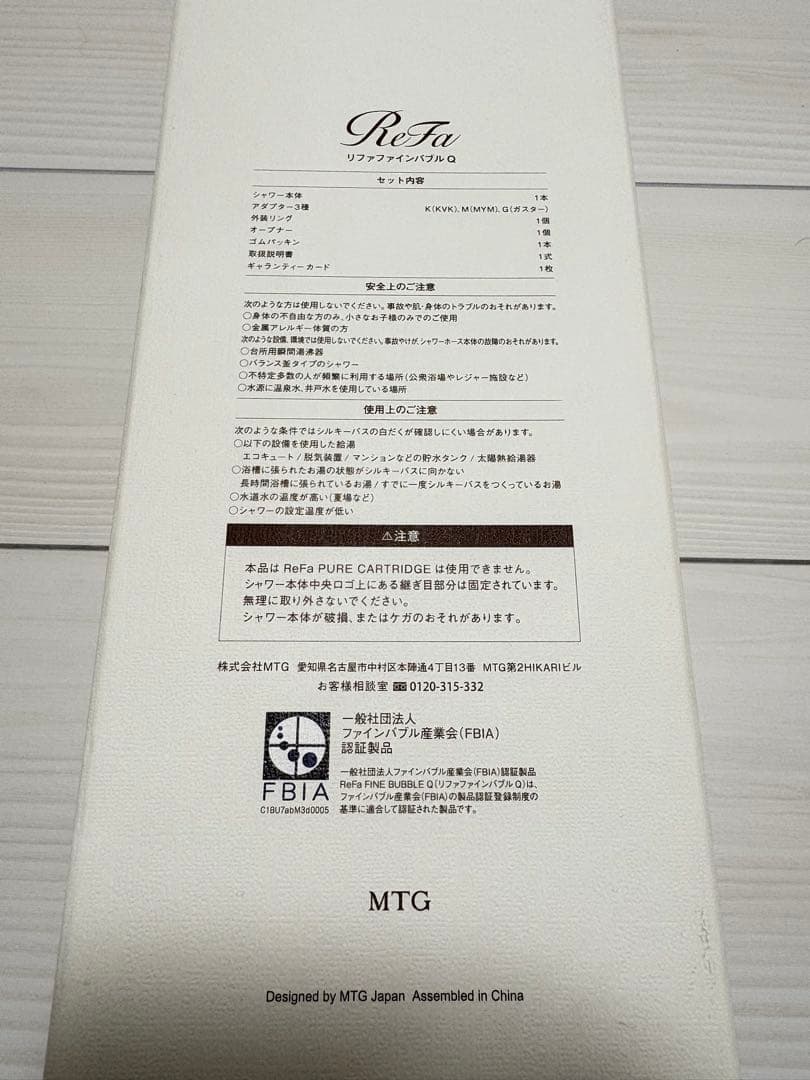 ReFa
リファファインバブル Q
セット内容
シャワー本体 1本
アダプター3種 K(KVK)、M(MYM)、G(ガスター)
外装リング 1個
オープナー 1個
ゴムパッキン 1本
取扱説明書 1式
ギャランティーカード 1枚
安全上のご注意
次のような方は使用しないでください。事故や肌・身体のトラブルのおそれがあります。
○身体の不自由な方のみ、小さなお子様のみでのご使用
○金属アレルギー体質の方
次のような設備、環境では使用しないでください。事故やけが、シャワーホース本体の故障のおそれがあります。
○台所用瞬間湯沸器
○バランス釜タイプのシャワー
○不特定多数の人が頻繁に利用する場所(公衆浴場やレジャー施設など)
○水源に温泉水、井戸水を使用している場所
使用上のご注意
次のような条件ではシルキーバスの白だくが確認しにくい場合があります。
○以下の設備を使用した給湯
エコキュート/脱気装置/マンションなどの貯水タンク/太陽熱給湯器
○浴槽に張られたお湯の状態がシルキーバスに向かない
長時間浴槽に張られているお湯/すでに一度シルキーバスをつくっているお湯
○水道水の温度が高い(夏場など)
○シャワーの設定温度が低い
⚠注意
本品は ReFa PURE CARTRIDGE は使用できません。
シャワー本体中央ロゴ上にある継ぎ目部分は固定されています。
無理に取り外さないでください。
シャワー本体が破損、またはケガのおそれがあります。
株式会社MTG 愛知県名古屋市中村区本陣通4丁目13番 MTG第2HIKARIビル
お客様相談室 0120-315-332
一般社団法人
ファインバブル産業会(FBIA)
認証製品
FBIA
C1BU7abM3d0005
一般社団法人ファインバブル産業会(FBIA)認証製品
ReFa FINE BUBBLE Q(リファファインバブル Q)は、
ファインバブル産業会(FBIA)の製品認証登録制度の
基準に適合して認証された製品です。
MTG
Designed by MTG Japan Assembled in China